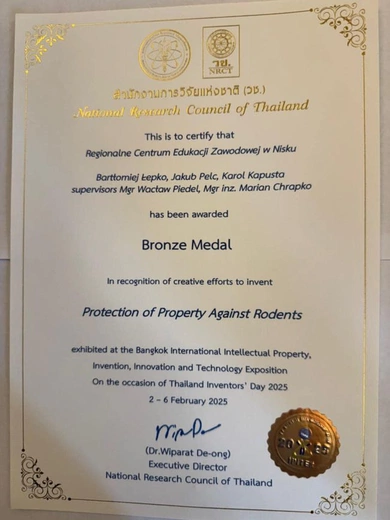 วช.
NRCT
สำนักงานการวิจัยแห่งชาติ (วช.)
National Research Council of Thailand
This is to certify that
Regionalne Centrum Edukacji Zawodowej w Nisku
Bartłomiej Łepko, Jakub Pelc, Karol Kapusta
supervisors Mgr Wacław Piedel, Mgr inż. Marian Chrapko
has been awarded
Bronze Medal
In recognition of creative efforts to invent
Protection of Property Against Rodents
exhibited at the Bangkok International Intellectual Property,
Invention, Innovation and Technology Exposition
On the occasion of Thailand Inventors' Day 2025
2 - 6 February 2025
(Dr.Wiparat De-ong)
Executive Director
National Research Council of Thailand